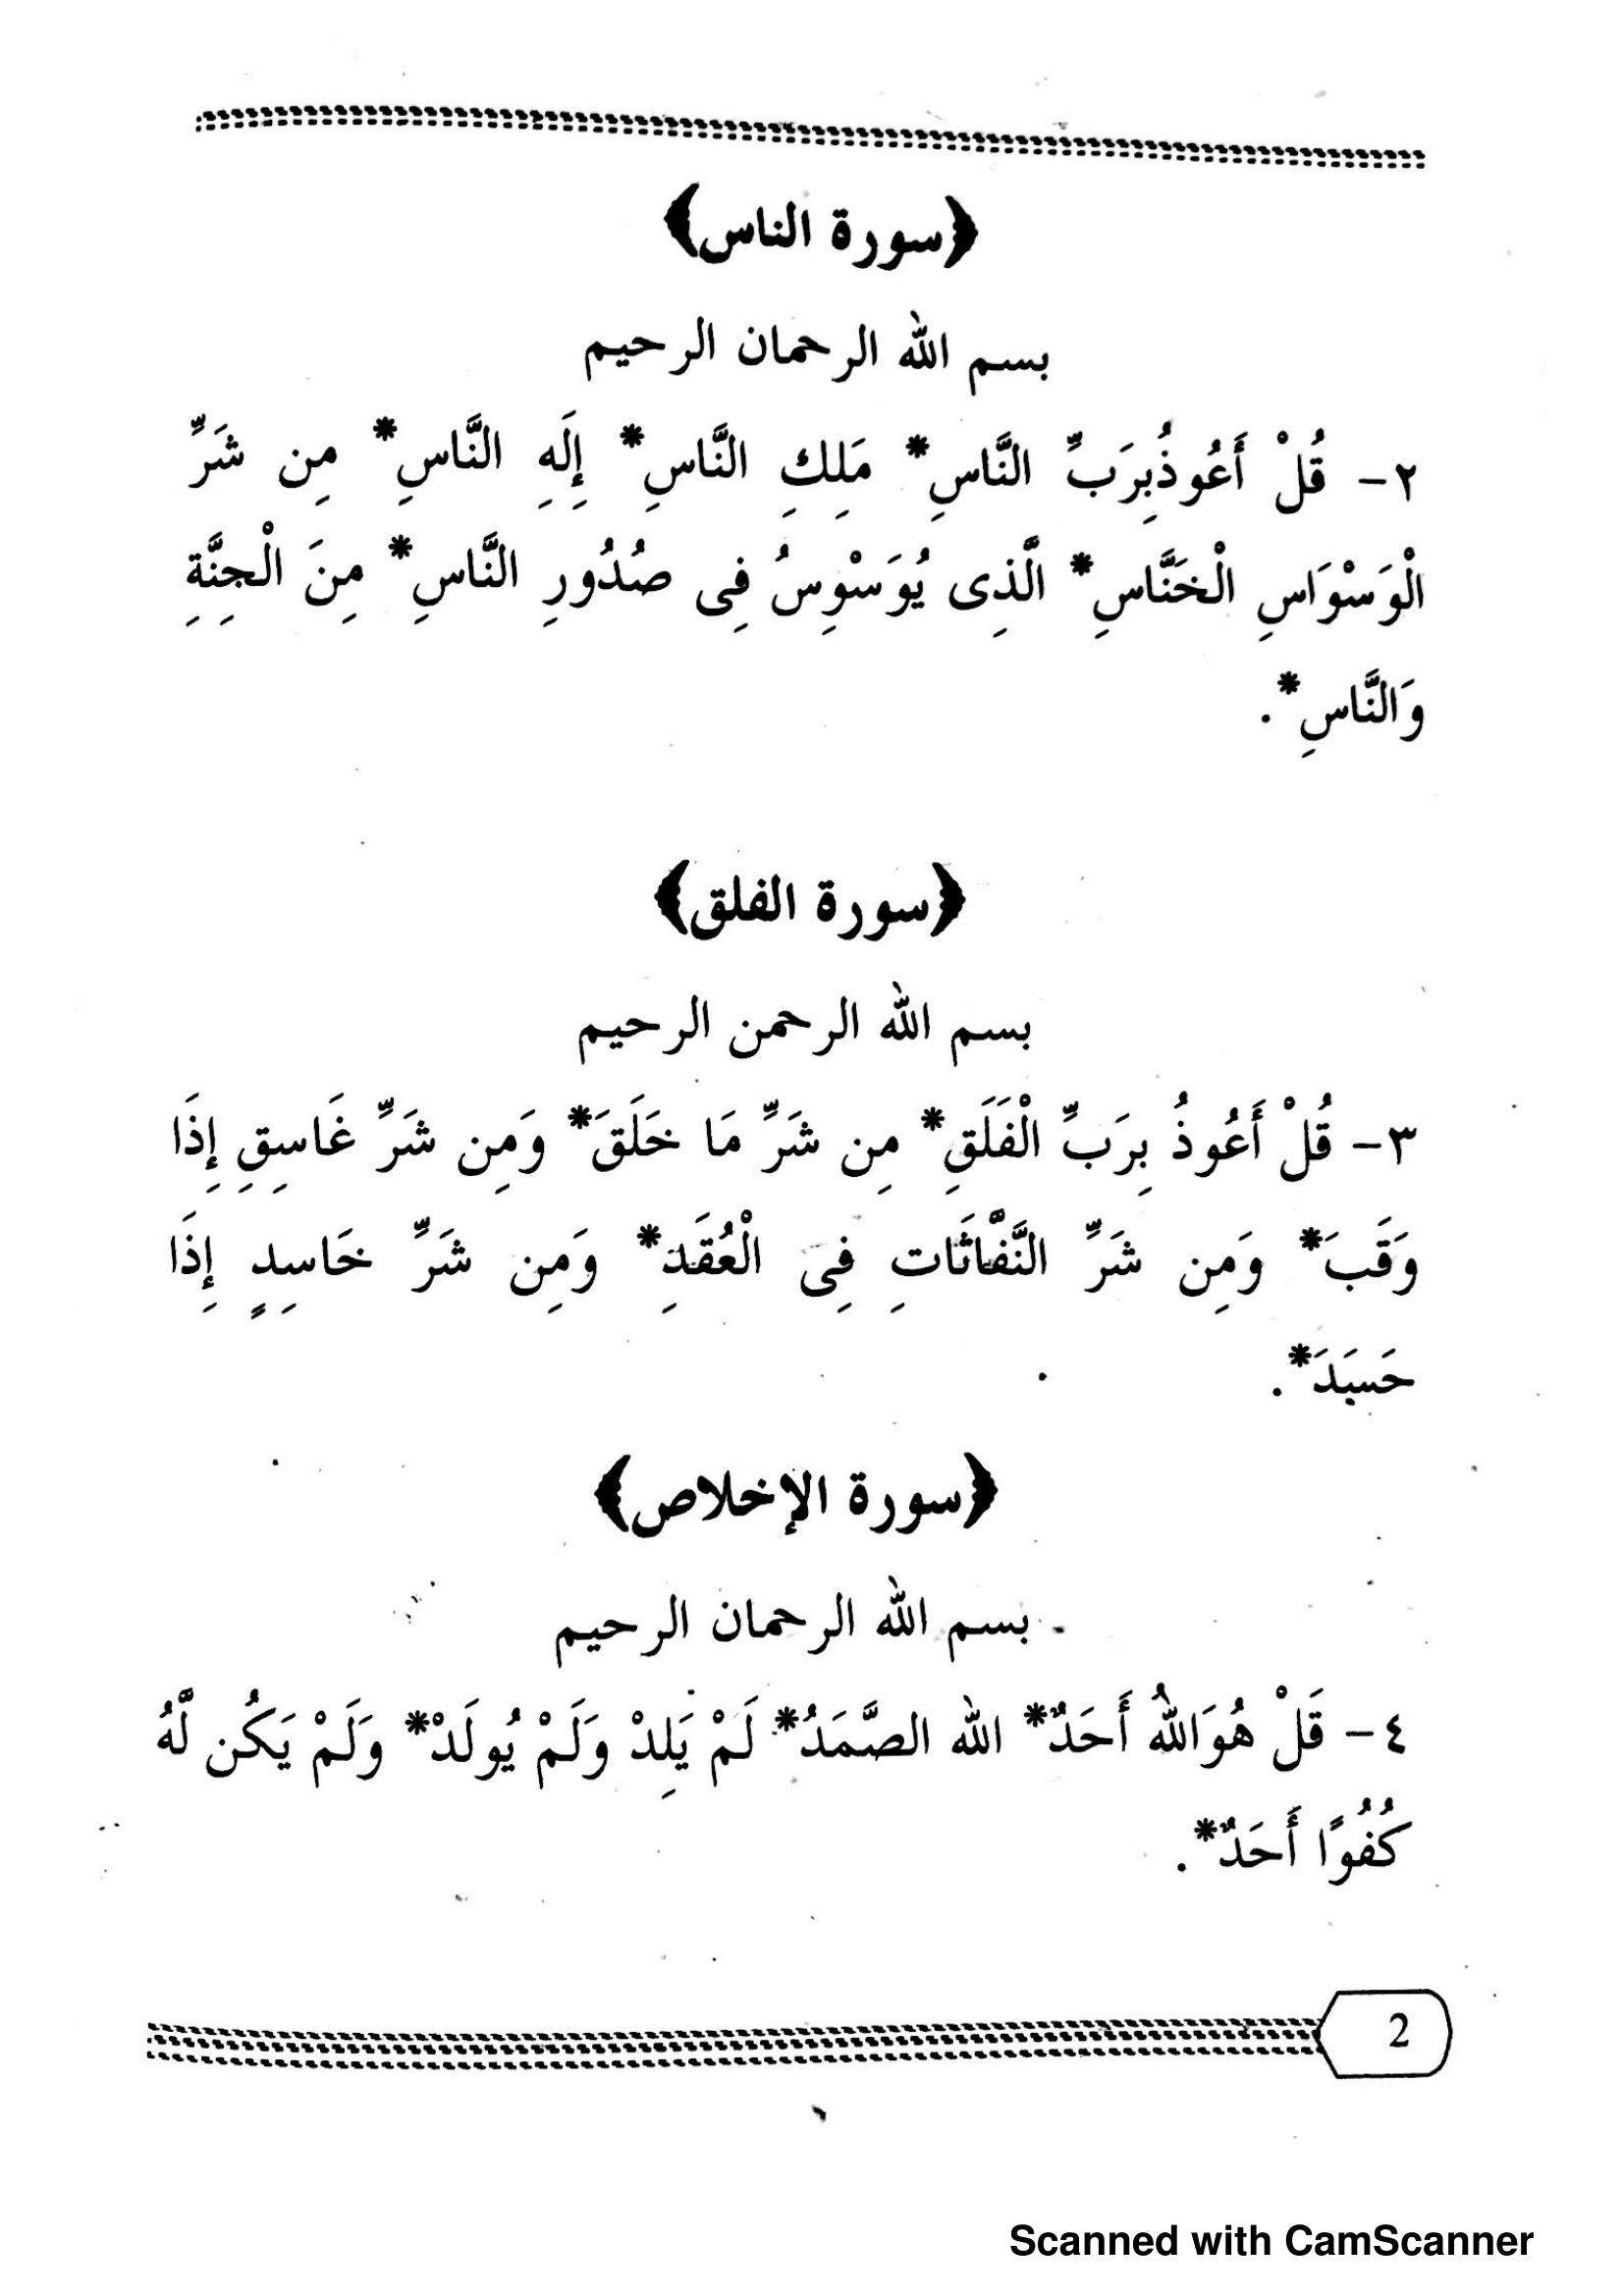 ﴿سورة الناس﴾
بسم الله الرحمان الرحيم
٢- قُلْ أَعُوذُبِرَبِّ النَّاسِ* مَلِكِ النَّاسِ* إِلَهِ النَّاسِ* مِن شَرِّ
الْوَسْوَاسِ الْخَنَّاسِ* الَّذِى يُوَسْوِسُ فِى صُدُورِ النَّاسِ* مِنَ الْجِنَّةِ
وَالنَّاسِ*.
﴿سورة الفلق﴾
بسم الله الرحمن الرحيم
٣- قُلْ أَعُوذُ بِرَبِّ الْفَلَقِ* مِن شَرِّ مَا خَلَقَ* وَمِن شَرِّ غَاسِقِ إِذَا
وَقَبَ* وَمِن شَرِّ النَّفَّاثَاتِ فِى الْعُقَدِ* وَمِن شَرِّ حَاسِدٍ إِذَا
حَسَدَ*.
﴿سورة الإخلاص﴾
بسم الله الرحمان الرحيم
٤- قَلْ هُوَاللهُ أَحَدٌ* الله الصَّمَدُ* لَمْ يَلِدْ وَلَمْ يُولَدْ* وَلَمْ يَكُن لَّهُ
كُفُوًا أَحَدٌ*.
2
Scanned with CamScanner